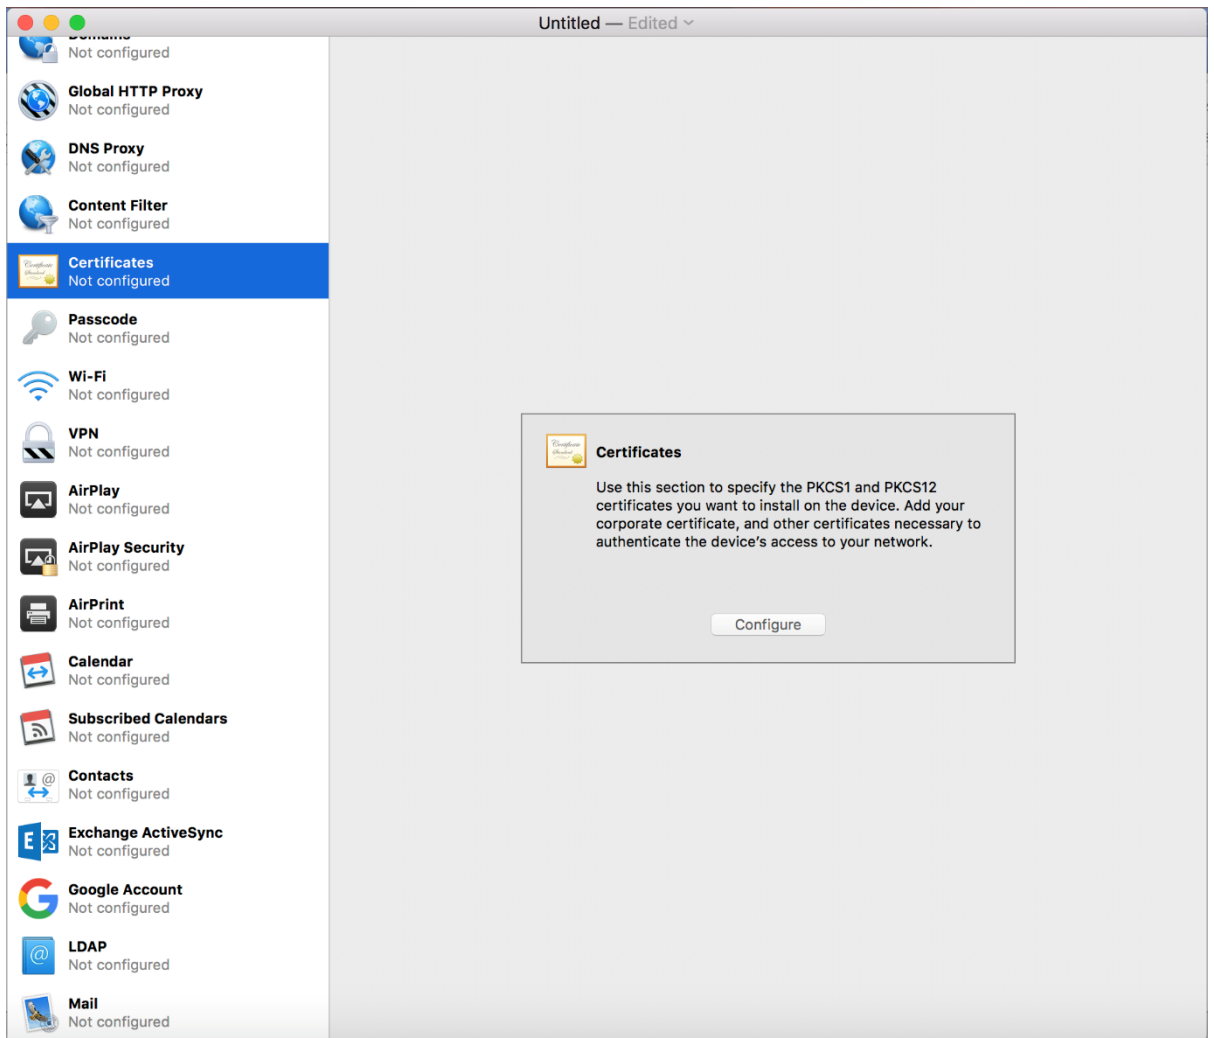 Untitled — Edited
Domains
Not configured
Global HTTP Proxy
Not configured
DNS Proxy
Not configured
Content Filter
Not configured
Certificates
Not configured
Passcode
Not configured
Wi-Fi
Not configured
VPN
Not configured
AirPlay
Not configured
AirPlay Security
Not configured
AirPrint
Not configured
Calendar
Not configured
Subscribed Calendars
Not configured
Contacts
Not configured
Exchange ActiveSync
Not configured
Google Account
Not configured
LDAP
Not configured
Mail
Not configured
Certificates
Use this section to specify the PKCS1 and PKCS12
certificates you want to install on the device. Add your
corporate certificate, and other certificates necessary to
authenticate the device's access to your network.
Configure